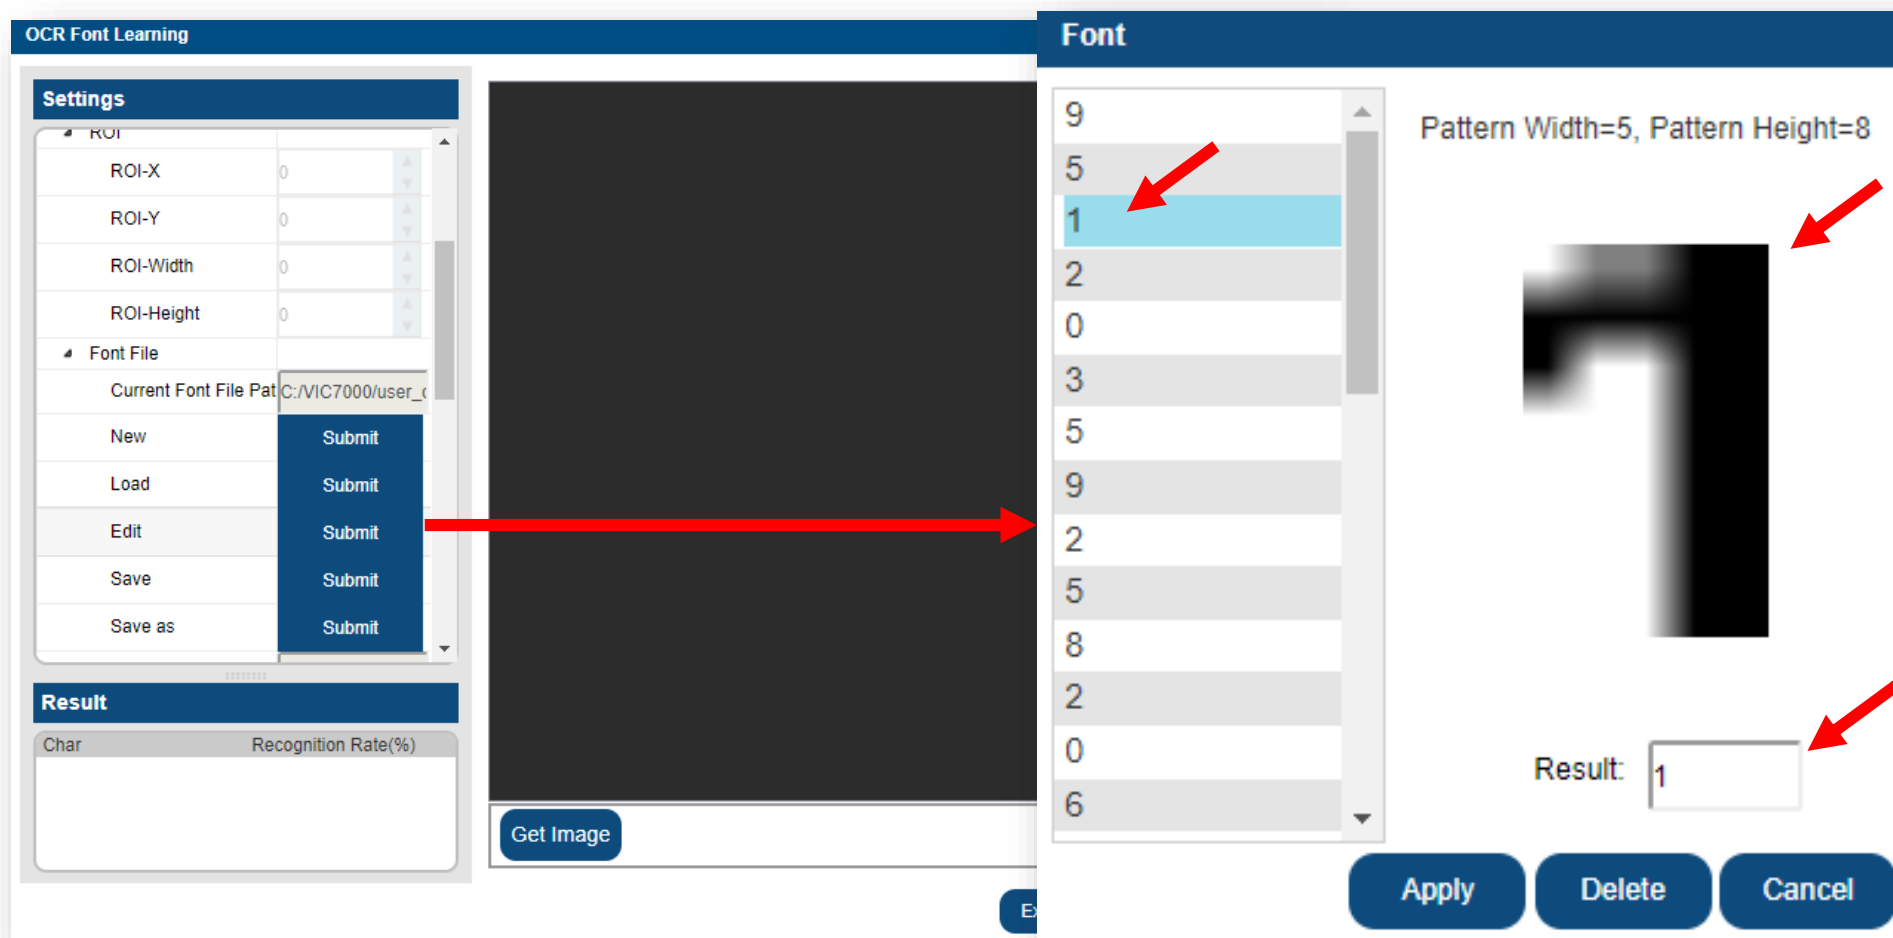 OCR Font Learning
Settings
ROI
ROI-X 0
ROI-Y 0
ROI-Width 0
ROI-Height 0
Font File
Current Font File Pat C:/VIC7000/user_
New Submit
Load Submit
Edit Submit
Save Submit
Save as Submit
Result
Char Recognition Rate(%)
Get Image
Font
9
5
1
2
0
3
5
9
2
5
8
2
0
6
Pattern Width=5, Pattern Height=8
Result: 1
Apply Delete Cancel